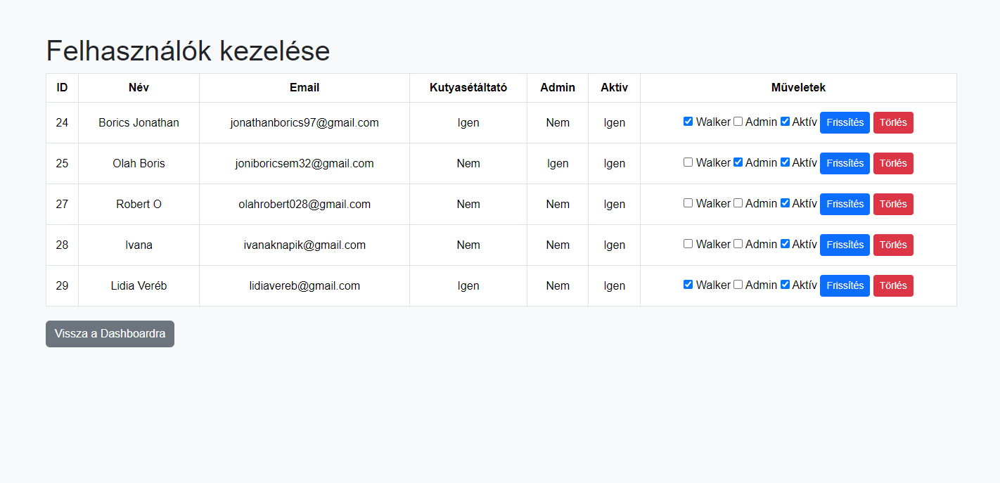 Felhasználók kezelése
ID Név Email Kutyasétáltató Admin Aktív Műveletek
24 Borics Jonathan jonathanborics97@gmail.com Igen Nem Igen Walker Admin Aktív Frissítés Törlés
25 Olah Boris joniboricsem32@gmail.com Nem Igen Igen Walker Admin Aktív Frissítés Törlés
27 Robert O olahrobert028@gmail.com Nem Nem Igen Walker Admin Aktív Frissítés Törlés
28 Ivana ivanaknapik@gmail.com Nem Nem Igen Walker Admin Aktív Frissítés Törlés
29 Lidia Veréb lidiavereb@gmail.com Igen Nem Igen Walker Admin Aktív Frissítés Törlés
Vissza a Dashboardra